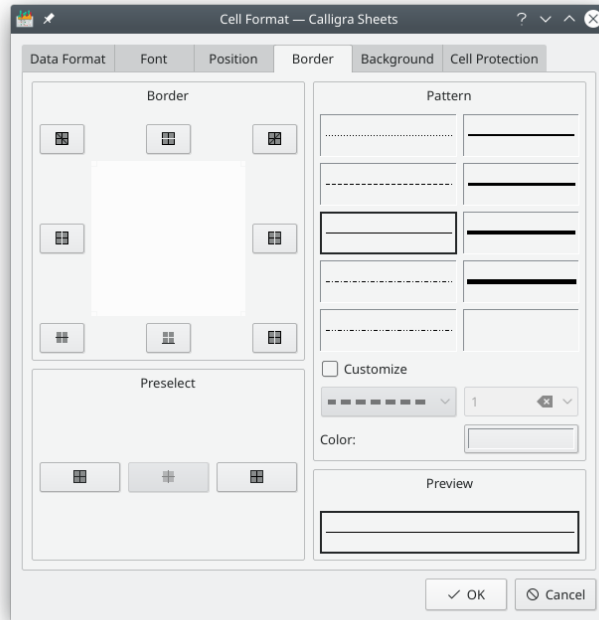 Cell Format — Calligra Sheets
Data Format Font Position Border Background Cell Protection
Border
Pattern
Customize
1
Preselect
Color:
Preview
OK Cancel